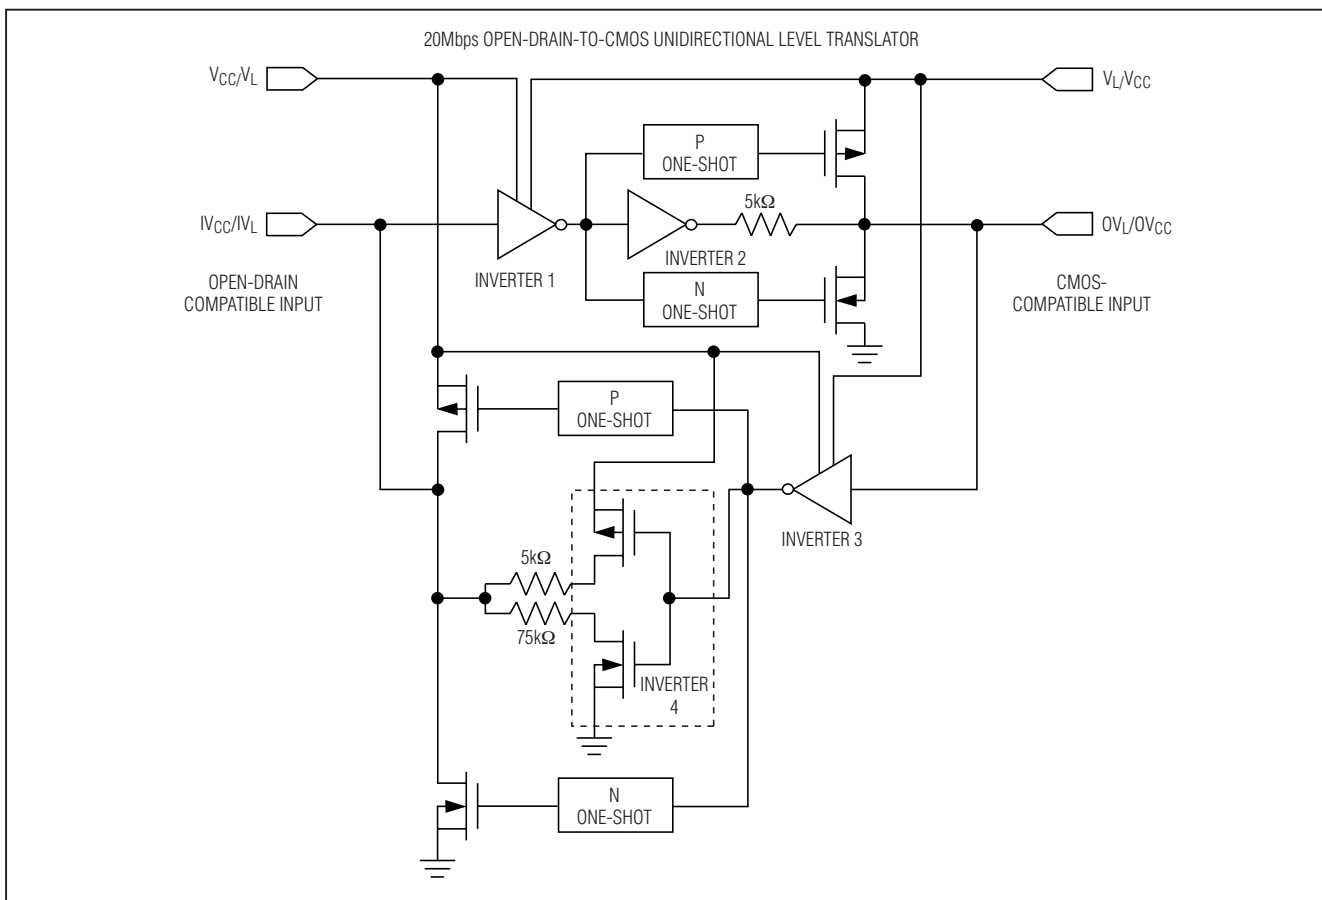 20Mbps OPEN-DRAIN-TO-CMOS UNIDIRECTIONAL LEVEL TRANSLATOR
VCC/VL
VL/VCC
P
ONE-SHOT
5kΩ
IVCC/IVL
OVL/OVCC
INVERTER 1
INVERTER 2
OPEN-DRAIN
COMPATIBLE INPUT
N
ONE-SHOT
CMOS-
COMPATIBLE INPUT
P
ONE-SHOT
INVERTER 3
5kΩ
75kΩ
INVERTER
4
N
ONE-SHOT